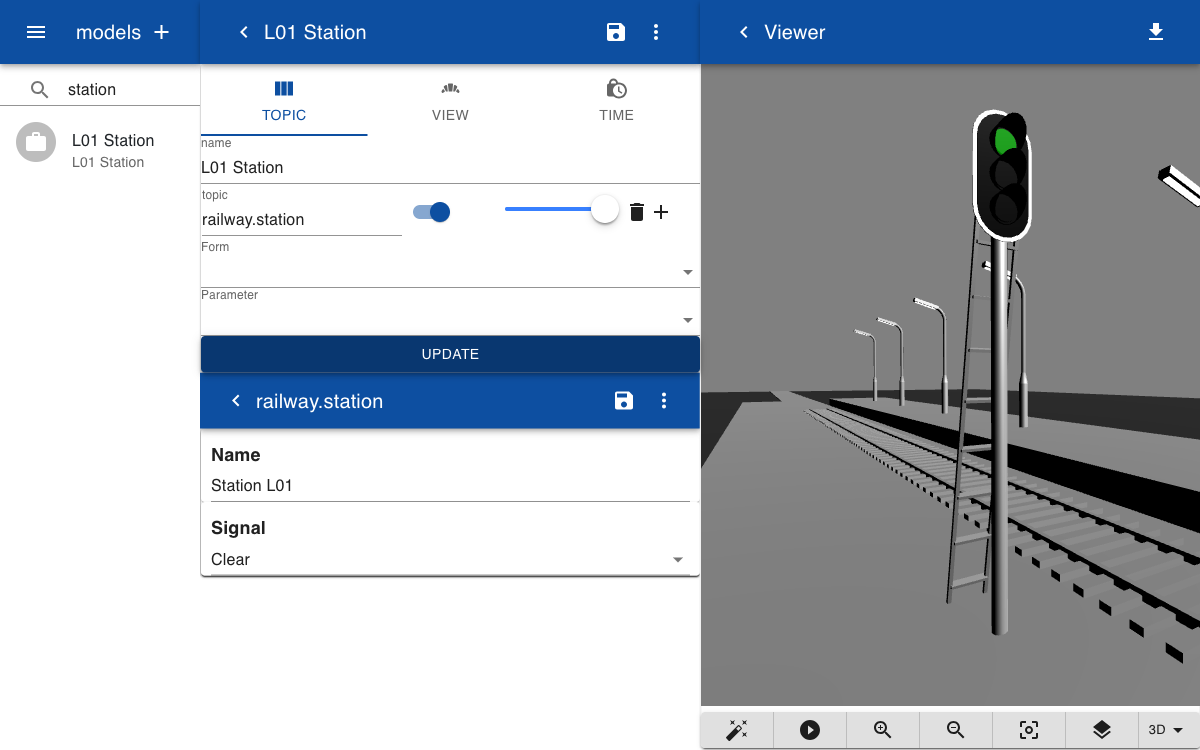 models
L01 Station
Viewer
station
L01 Station
L01 Station
TOPIC
VIEW
TIME
name
L01 Station
topic
railway.station
Form
Parameter
UPDATE
railway.station
Name
Station L01
Signal
Clear
3D